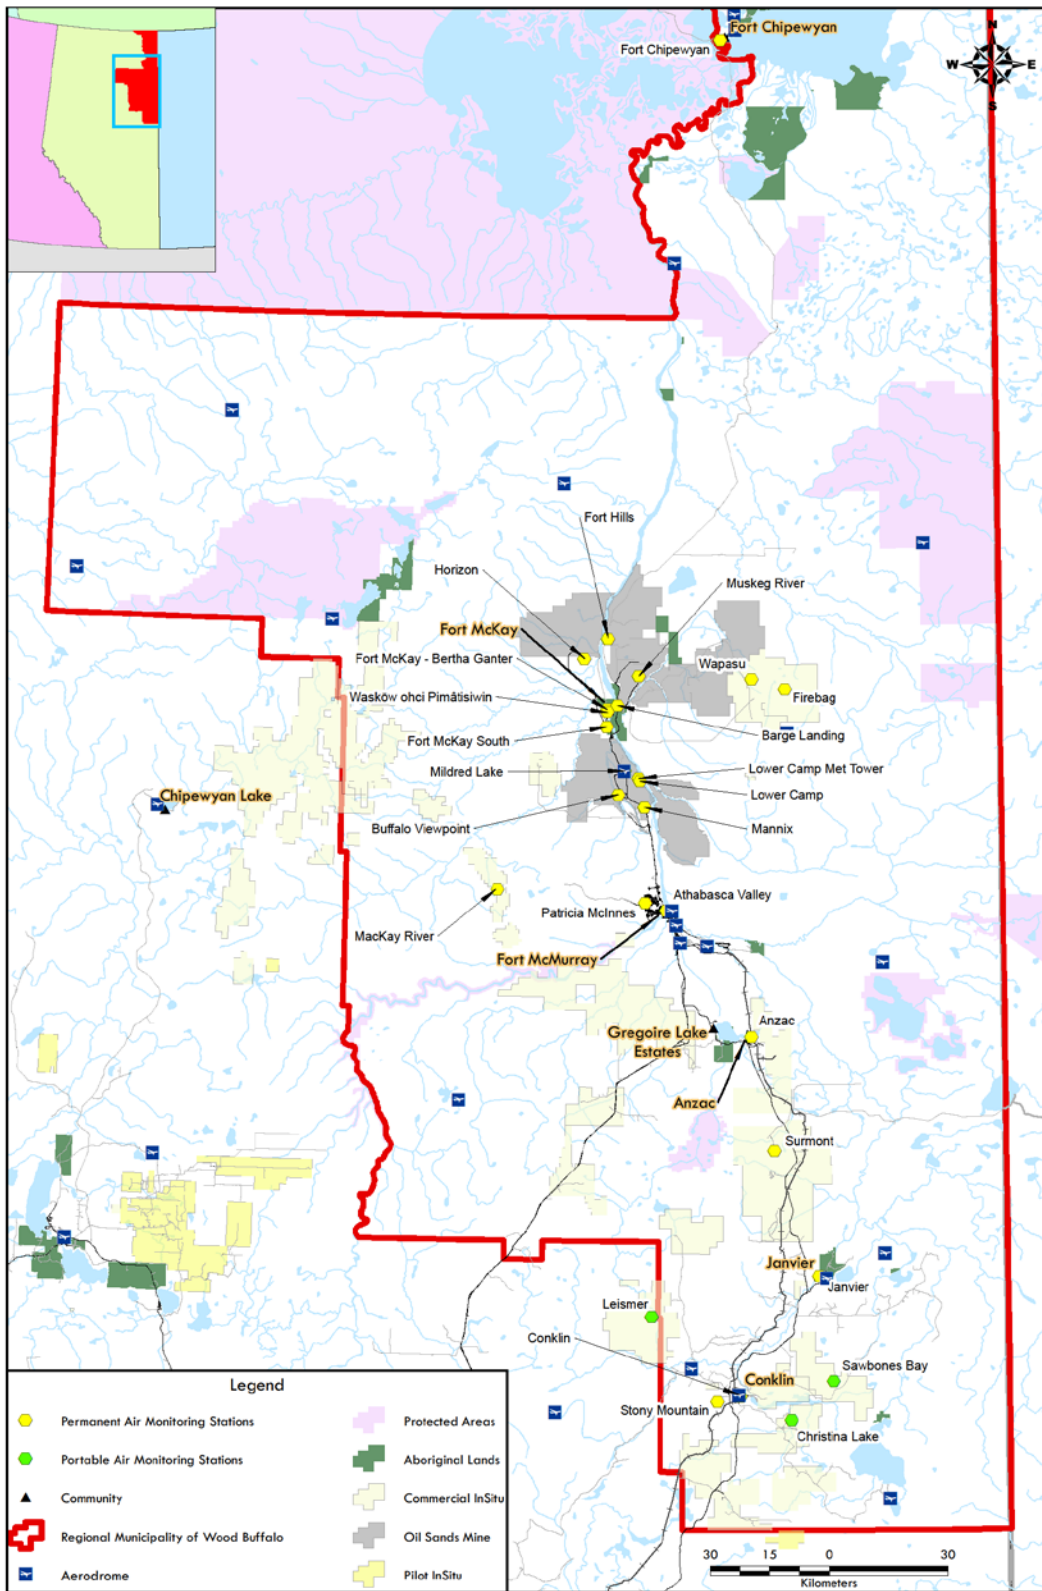 Fort Chipewyan
Fort Chipewyan
N
W
E
S
Fort Hills
Horizon
Muskeg River
Fort McKay
Fort McKay - Bertha Ganter
Wapasu
Waskōw ohci Pimâtisiwin
Firebag
Fort McKay South
Barge Landing
Mildred Lake
Lower Camp Met Tower
Chipewyan Lake
Lower Camp
Buffalo Viewpoint
Mannix
Athabasca Valley
Patricia McInnes
MacKay River
Fort McMurray
Anzac
Gregoire Lake
Estates
Anzac
Surmont
Janvier
Janvier
Leismer
Conklin
Sawbones Bay
Conklin
Stony Mountain
Christina Lake
Legend
Permanent Air Monitoring Stations
Protected Areas
Portable Air Monitoring Stations
Aboriginal Lands
Community
Commercial InSitu
Regional Municipality of Wood Buffalo
Oil Sands Mine
Aerodrome
Pilot InSitu
30 15 0 30
Kilometers